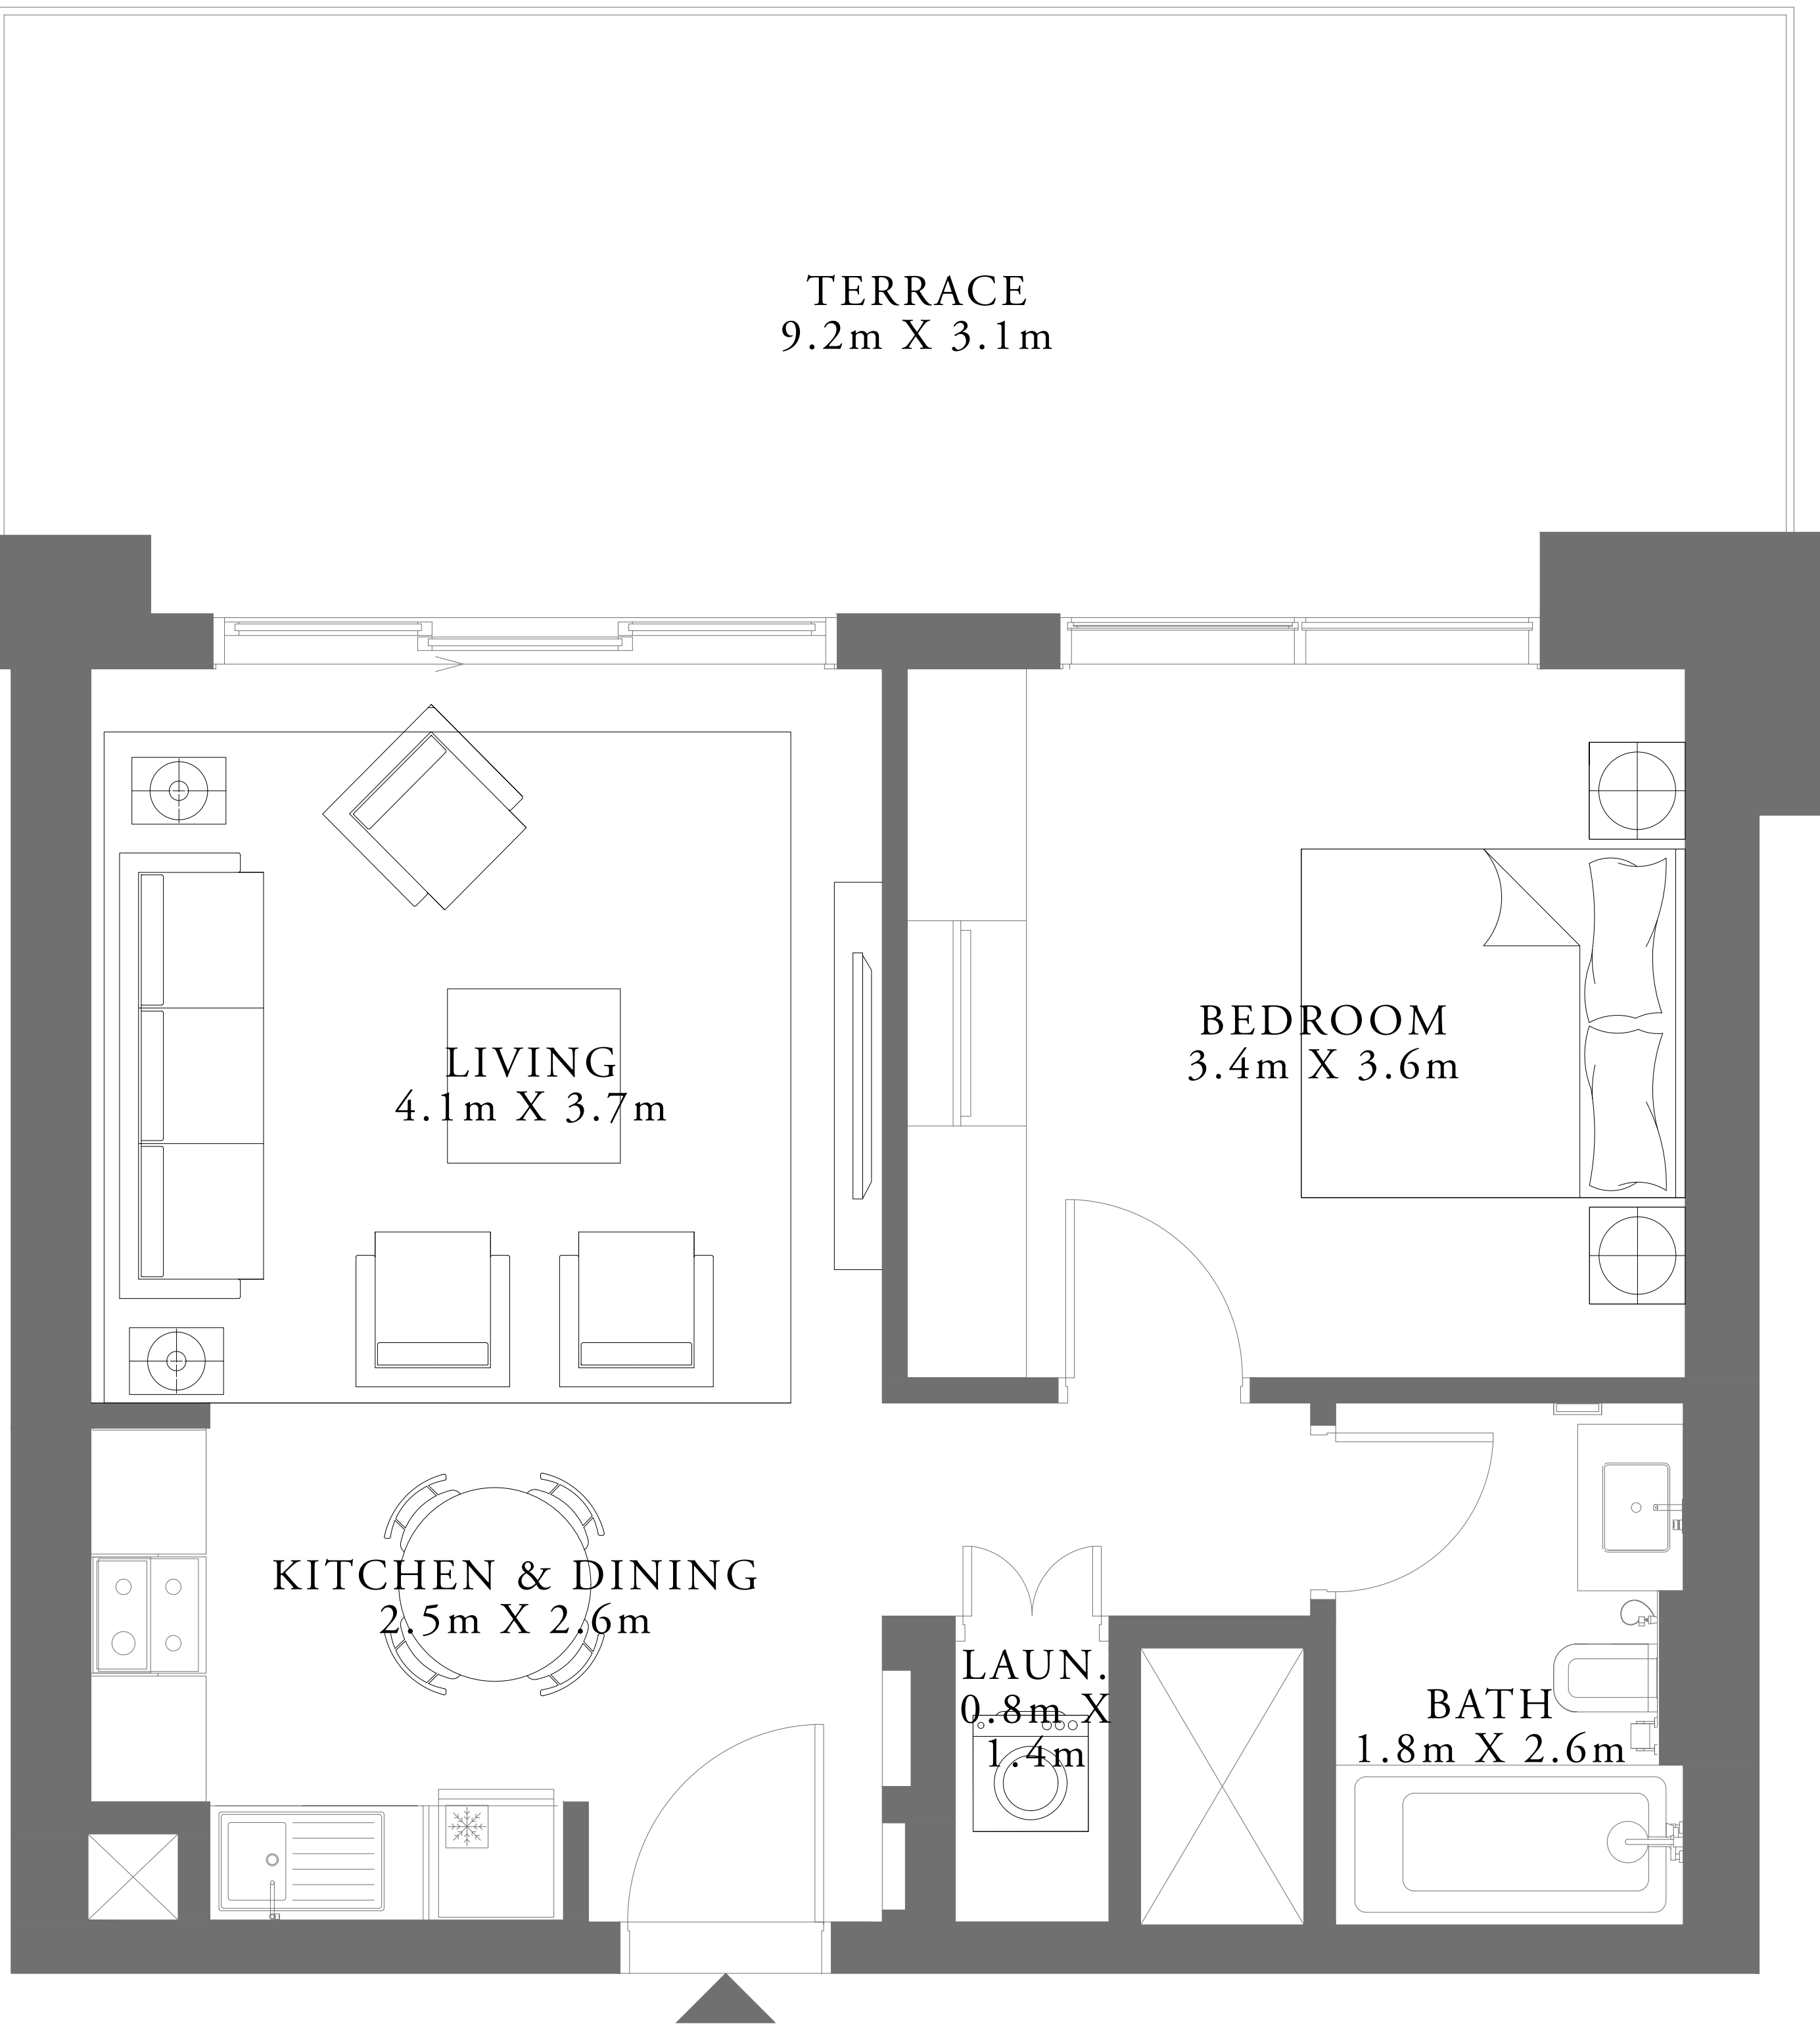 TERRACE
9.2m X 3.1m
BEDROOM
3.4m X 3.6m
LIVING
4.1m X 3.7m
KITCHEN & DINING
2.5m X 2.6m
LAUN.
0.8m X
1.4m
BATH
1.8m X 2.6m